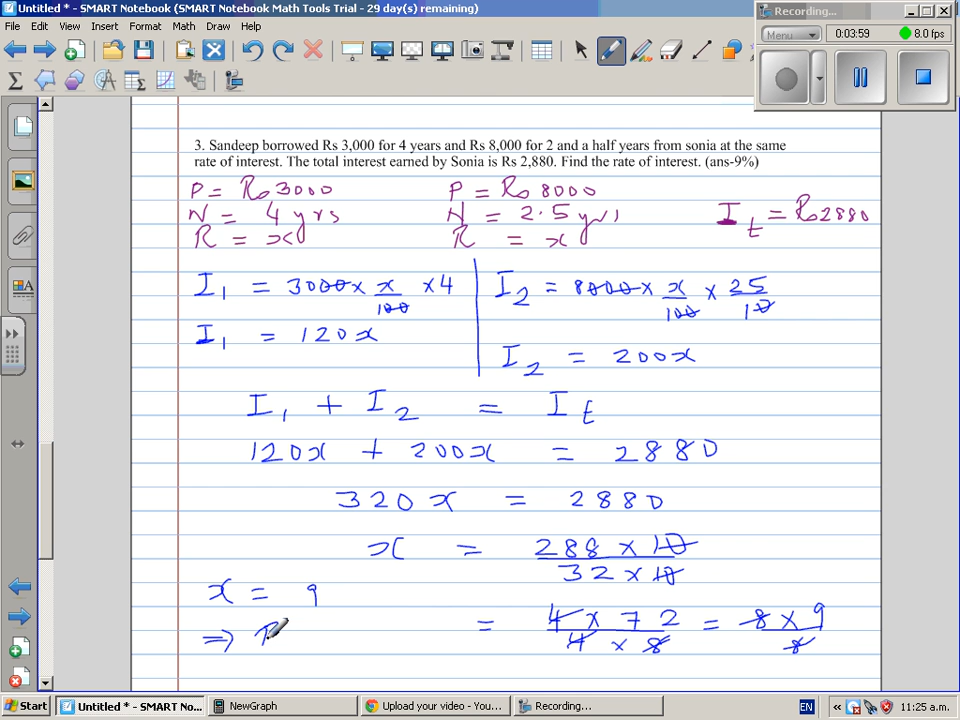 Untitled * - SMART Notebook (SMART Notebook Math Tools Trial - 29 day(s) remaining)
File Edit View Insert Format Math Draw Help
Recording...
Menu 0:03:59 8.0 fps
3. Sandeep borrowed Rs 3,000 for 4 years and Rs 8,000 for 2 and a half years from sonia at the same
rate of interest. The total interest earned by Sonia is Rs 2,880. Find the rate of interest. (ans-9%)
P = Rs 3000 P = Rs 8000
N = 4 yrs N = 2.5 yrs I t = Rs 2880
R = x R = x
I1 = 3000 × x/100 × 4 I2 = 8000 × x/100 × 25/10
I1 = 120x
I2 = 200x
I1 + I2 = I t
120x + 200x = 2880
320x = 2880
x = 288 × 10 / 32 × 10
x = 9
⇒ R = 4 × 72 / 4 × 8 = 8 × 9 / 8
Start Untitled * - SMART No... NewGraph Upload your video - You... Recording... EN « 11:25 a.m.